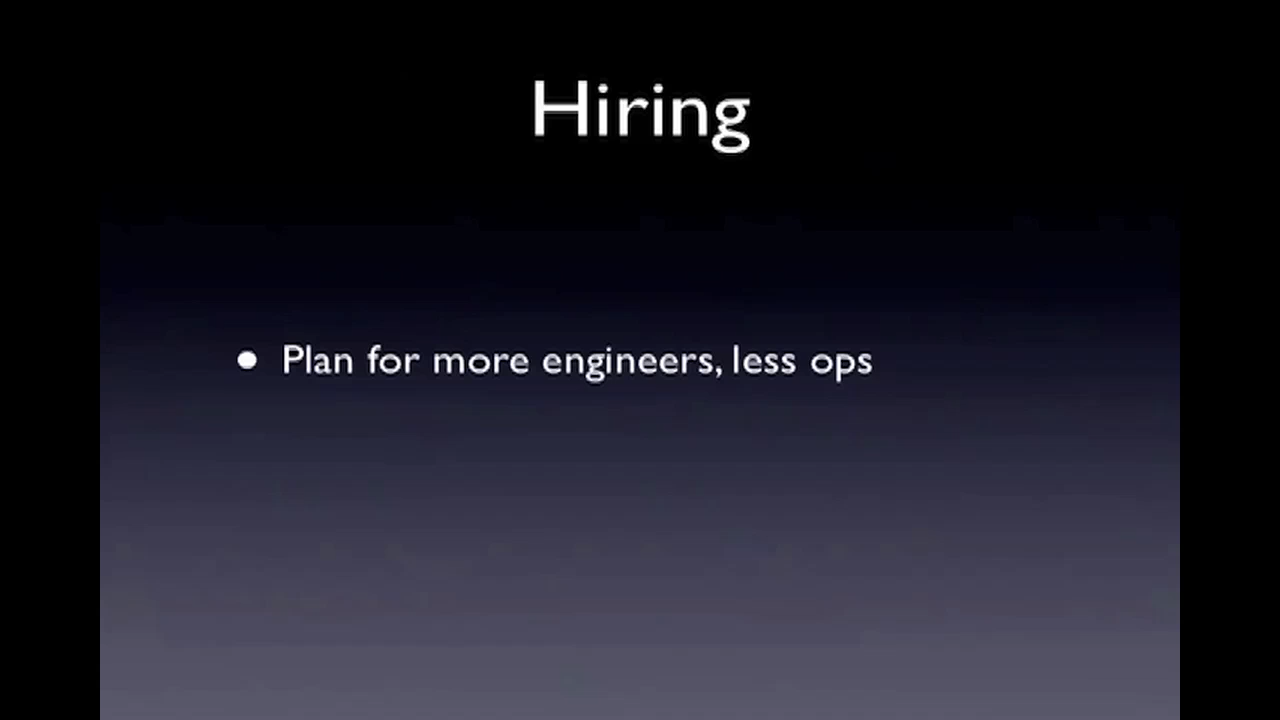 Hiring
• Plan for more engineers, less ops